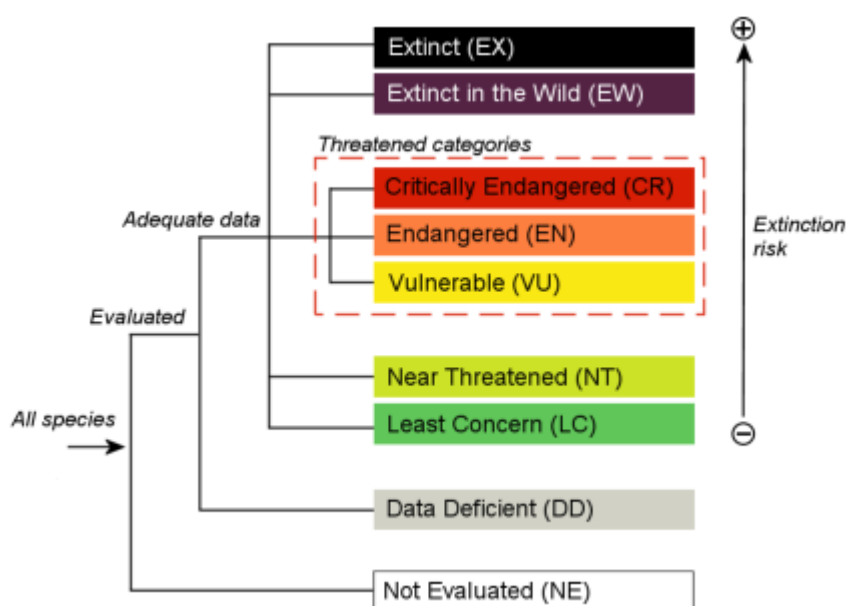 Extinct (EX)
Extinct in the Wild (EW)
Threatened categories
Critically Endangered (CR)
Adequate data
Endangered (EN)
Extinction
risk
Vulnerable (VU)
Evaluated
Near Threatened (NT)
All species
Least Concern (LC)
Data Deficient (DD)
Not Evaluated (NE)